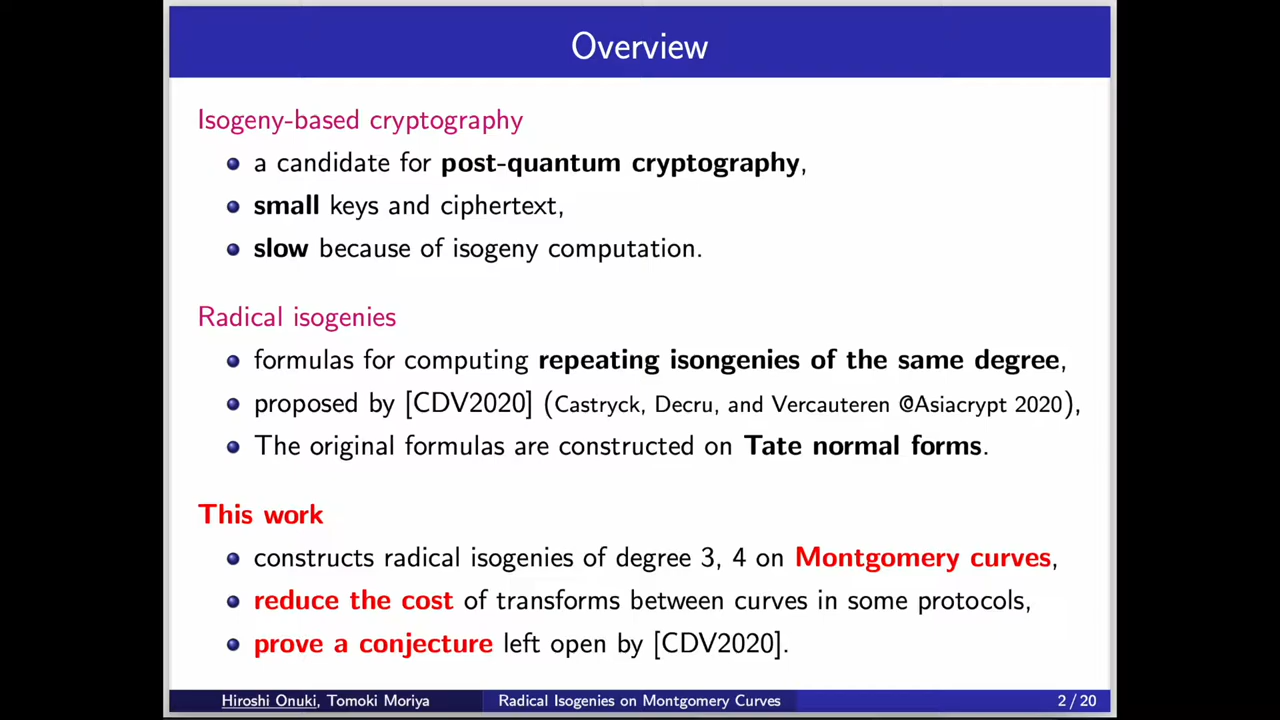 Overview
Isogeny-based cryptography
a candidate for post-quantum cryptography,
small keys and ciphertext,
slow because of isogeny computation.
Radical isogenies
formulas for computing repeating isongenies of the same degree,
proposed by [CDV2020] (Castryck, Decru, and Vercauteren @Asiacrypt 2020),
The original formulas are constructed on Tate normal forms.
This work
constructs radical isogenies of degree 3, 4 on Montgomery curves,
reduce the cost of transforms between curves in some protocols,
prove a conjecture left open by [CDV2020].
Hiroshi Onuki, Tomoki Moriya Radical Isogenies on Montgomery Curves 2 / 20